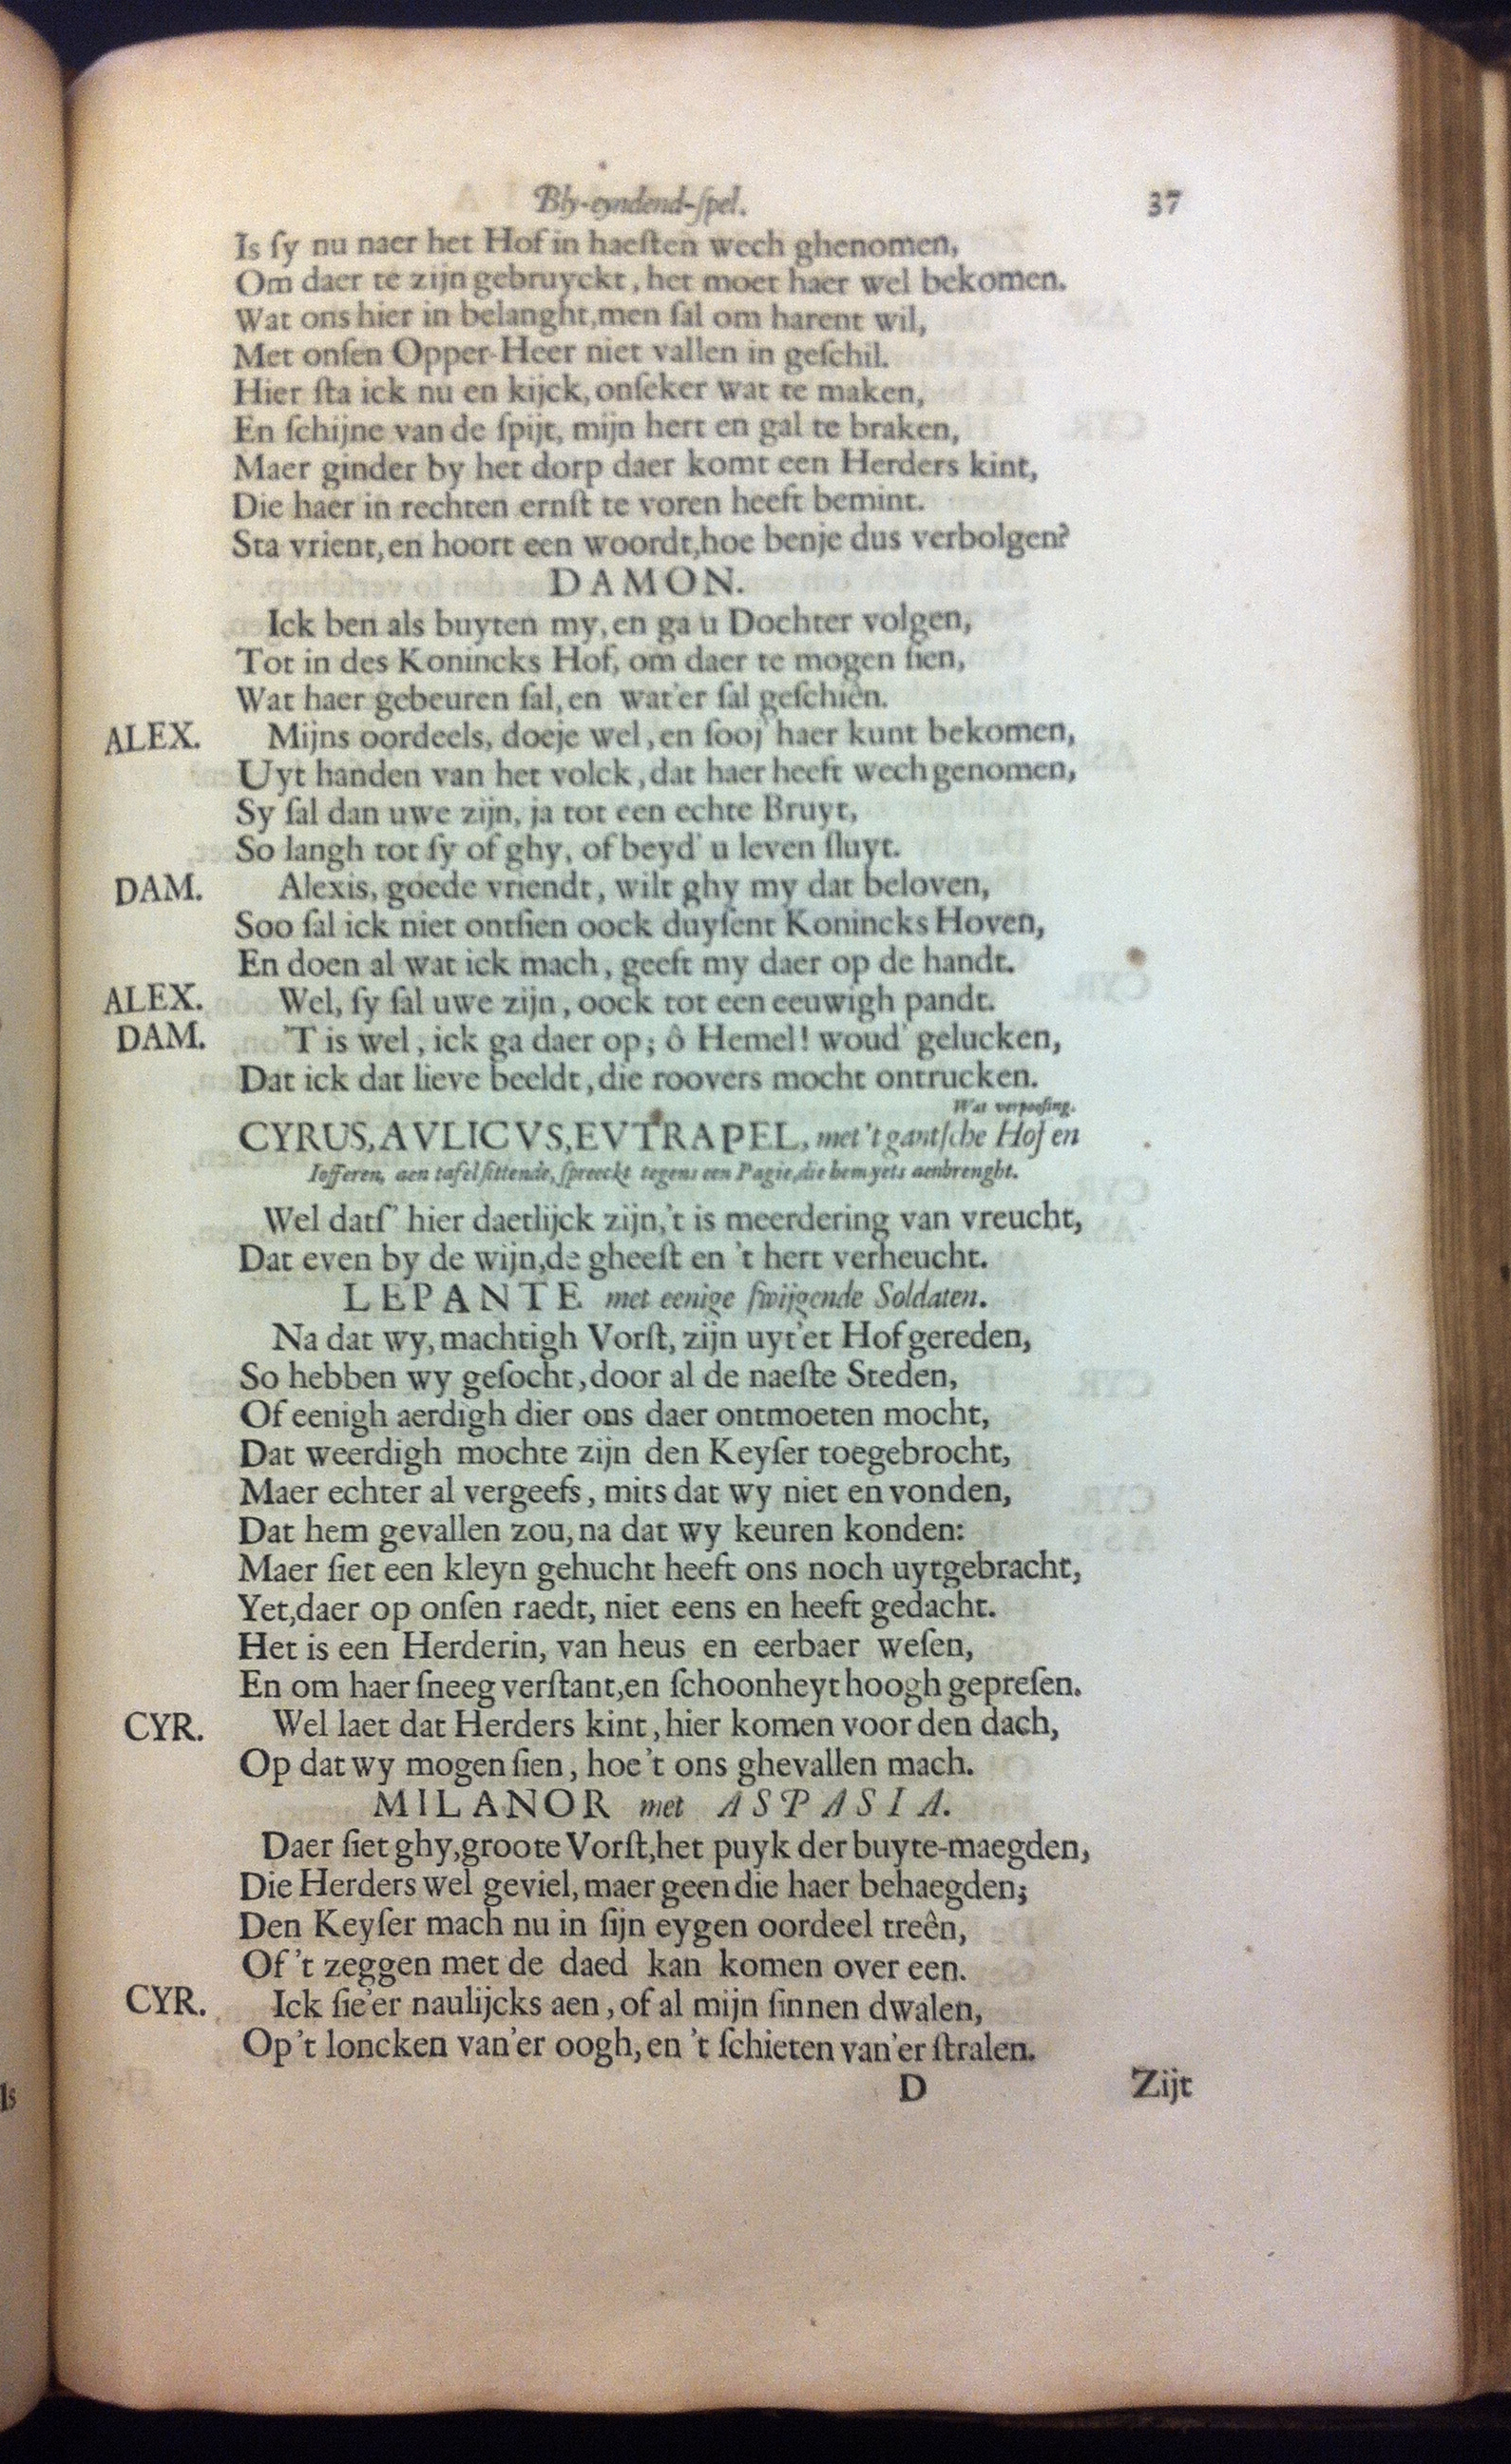 Bly-eyndend-ſpel. 37
Is ſy nu naer het Hof in haeſten wech ghenomen,
Om daer te zijn gebruyckt, het moet haer wel bekomen.
Wat ons hier in belanght, men ſal om harent wil,
Met onſen Opper-Heer niet vallen in geſchil.
Hier ſta ick nu en kijck, onſeker wat te maken,
En ſchijne van de ſpijt, mijn hert en gal te braken,
Maer ginder by het dorp daer komt een Herders kint,
Die haer in rechten ernſt te voren heeft bemint.
Sta vrient, en hoort een woordt, hoe benje dus verbolgen?
DAMON.
Ick ben als buyten my, en ga u Dochter volgen,
Tot in des Konincks Hof, om daer te mogen ſien,
Wat haer gebeuren ſal, en wat'er ſal geſchiên.
ALEX. Mijns oordeels, doeje wel, en ſooj' haer kunt bekomen,
Uyt handen van het volck, dat haer heeft wech genomen,
Sy ſal dan uwe zijn, ja tot een echte Bruyt,
So langh tot ſy of ghy, of beyd' u leven ſluyt.
DAM. Alexis, goede vriendt, wilt ghy my dat beloven,
Soo ſal ick niet ontſien oock duyſent Konincks Hoven,
En doen al wat ick mach, geeft my daer op de handt.
ALEX. Wel, ſy ſal uwe zijn, oock tot een eeuwigh pandt.
DAM. 'T is wel, ick ga daer op; ô Hemel! woud' gelucken,
Dat ick dat lieve beeldt, die roovers mocht ontrucken.
Wat verpoeſing.
CYRUS, AVLICVS, EVTRAPEL, met 't gantſche Hof en
Iofferen, aen tafel ſittende, ſpreeckt tegens een Pagie, die hem yets aenbrenght.
Wel datſ' hier daetlijck zijn, 't is meerdering van vreucht,
Dat even by de wijn, de gheeſt en 't hert verheucht.
LEPANTE met eenige ſwijgende Soldaten.
Na dat wy, machtigh Vorſt, zijn uyt'et Hof gereden,
So hebben wy geſocht, door al de naeſte Steden,
Of eenigh aerdigh dier ons daer ontmoeten mocht,
Dat weerdigh mochte zijn den Keyſer toegebrocht,
Maer echter al vergeefs, mits dat wy niet en vonden,
Dat hem gevallen zou, na dat wy keuren konden:
Maer ſiet een kleyn gehucht heeft ons noch uytgebracht,
Yet, daer op onſen raedt, niet eens en heeft gedacht.
Het is een Herderin, van heus en eerbaer weſen,
En om haer ſneeg verſtant, en ſchoonheyt hoogh gepreſen.
CYR. Wel laet dat Herders kint, hier komen voor den dach,
Op dat wy mogen ſien, hoe 't ons ghevallen mach.
MILANOR met ASPASIA.
Daer ſiet ghy, groote Vorſt, het puyk der buyte-maegden,
Die Herders wel geviel, maer geen die haer behaegden;
Den Keyſer mach nu in ſijn eygen oordeel treên,
Of 't zeggen met de daed kan komen over een.
CYR. Ick ſie'er naulijcks aen, of al mijn ſinnen dwalen,
Op 't loncken van'er oogh, en 't ſchieten van'er ſtralen.
D Zijt
ls